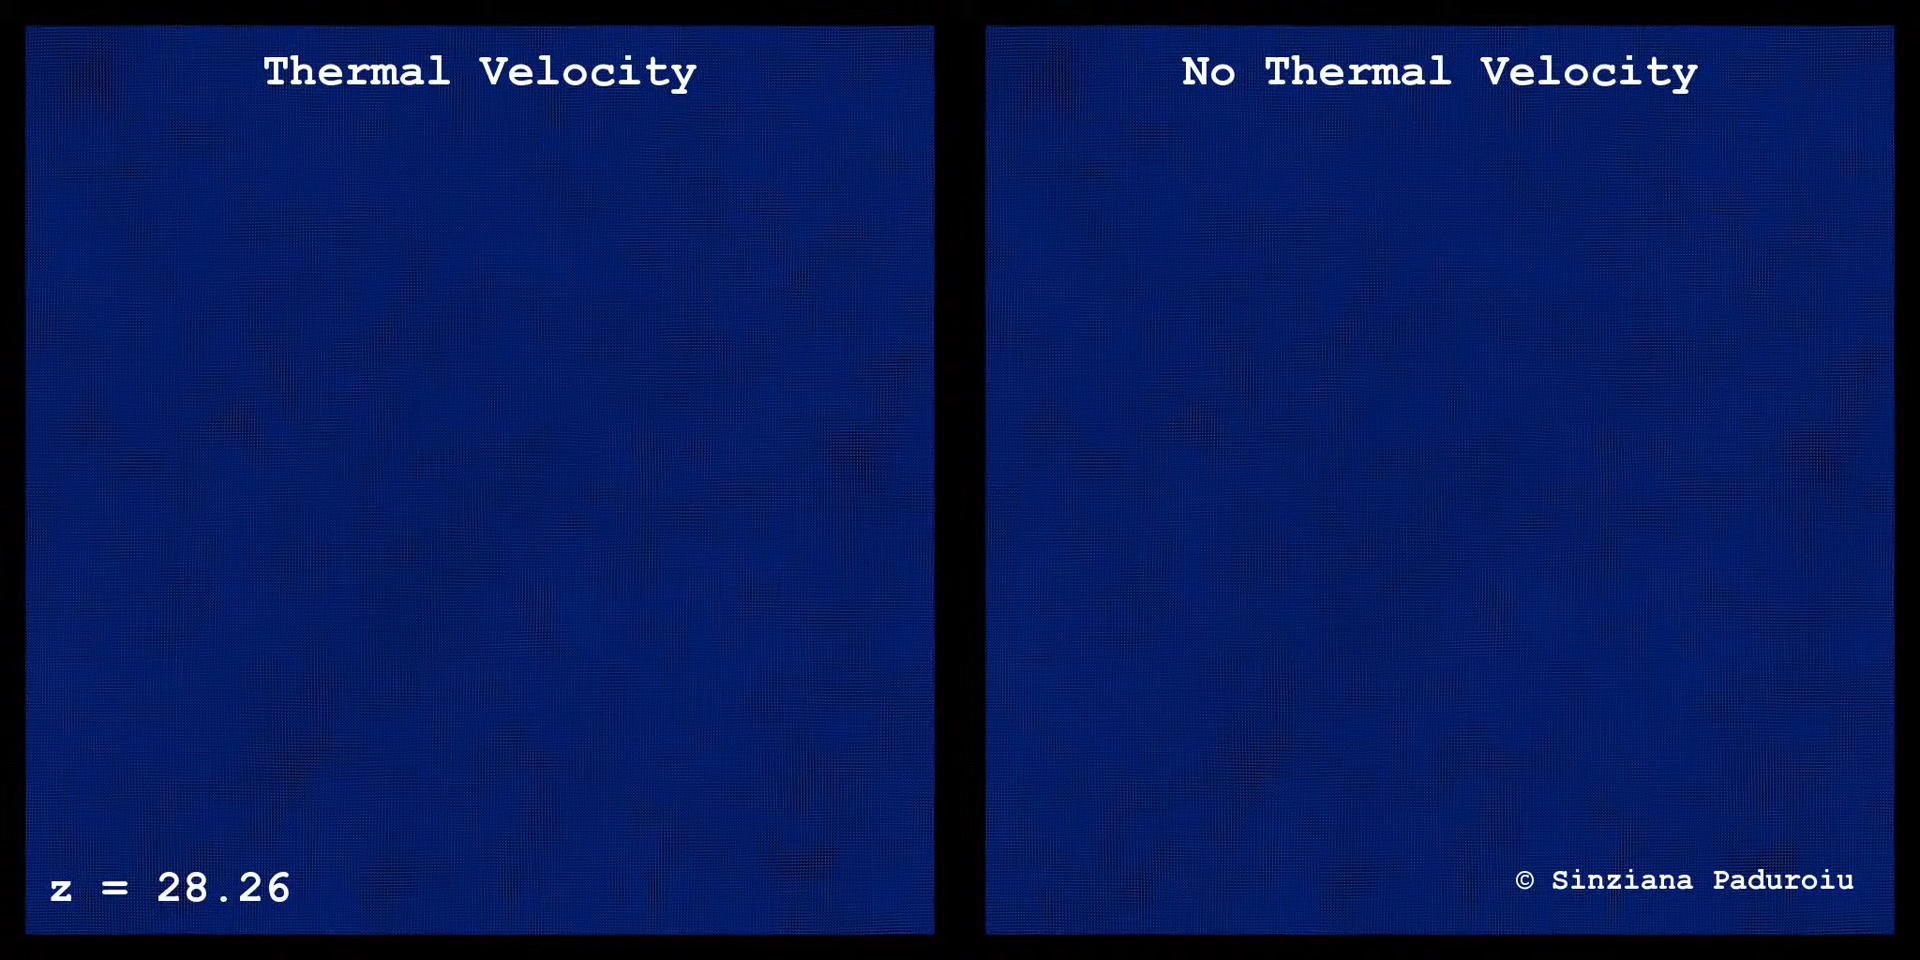 Thermal Velocity
No Thermal Velocity
z = 28.26
© Sinziana Paduroiu